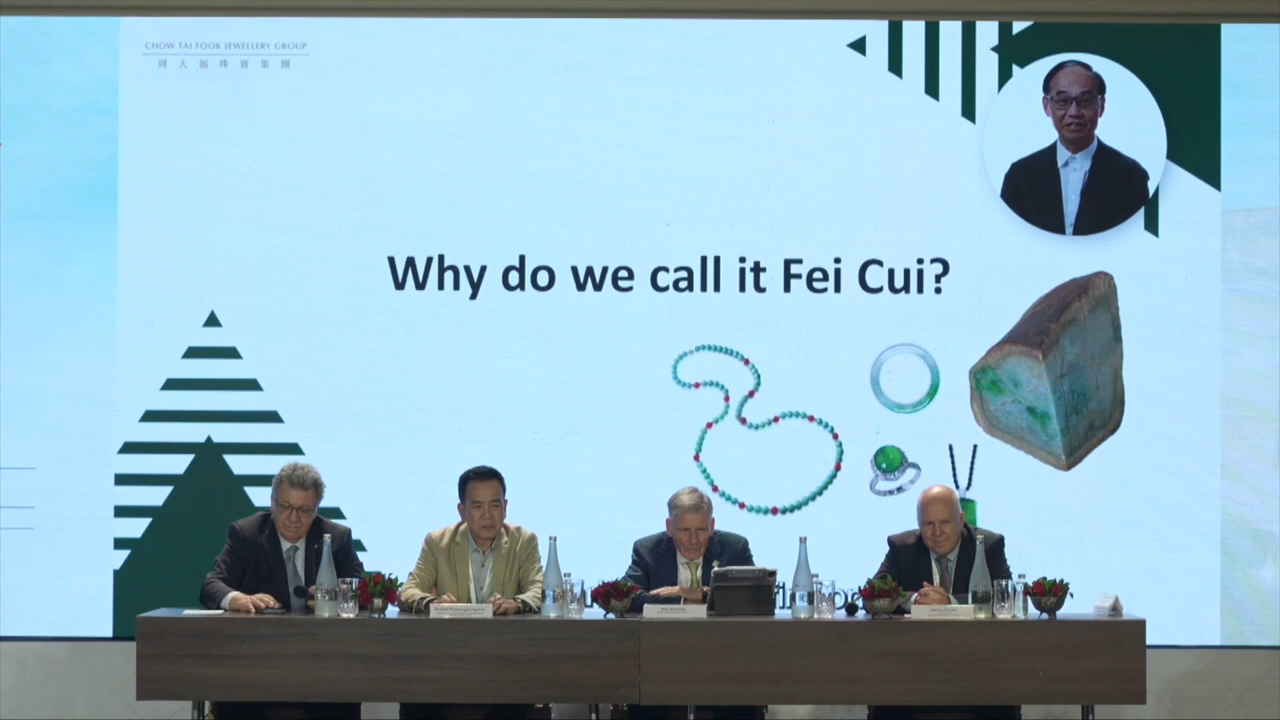 CHOW TAI FOOK JEWELLERY GROUP
周大福珠寶集團
Why do we call it Fei Cui?